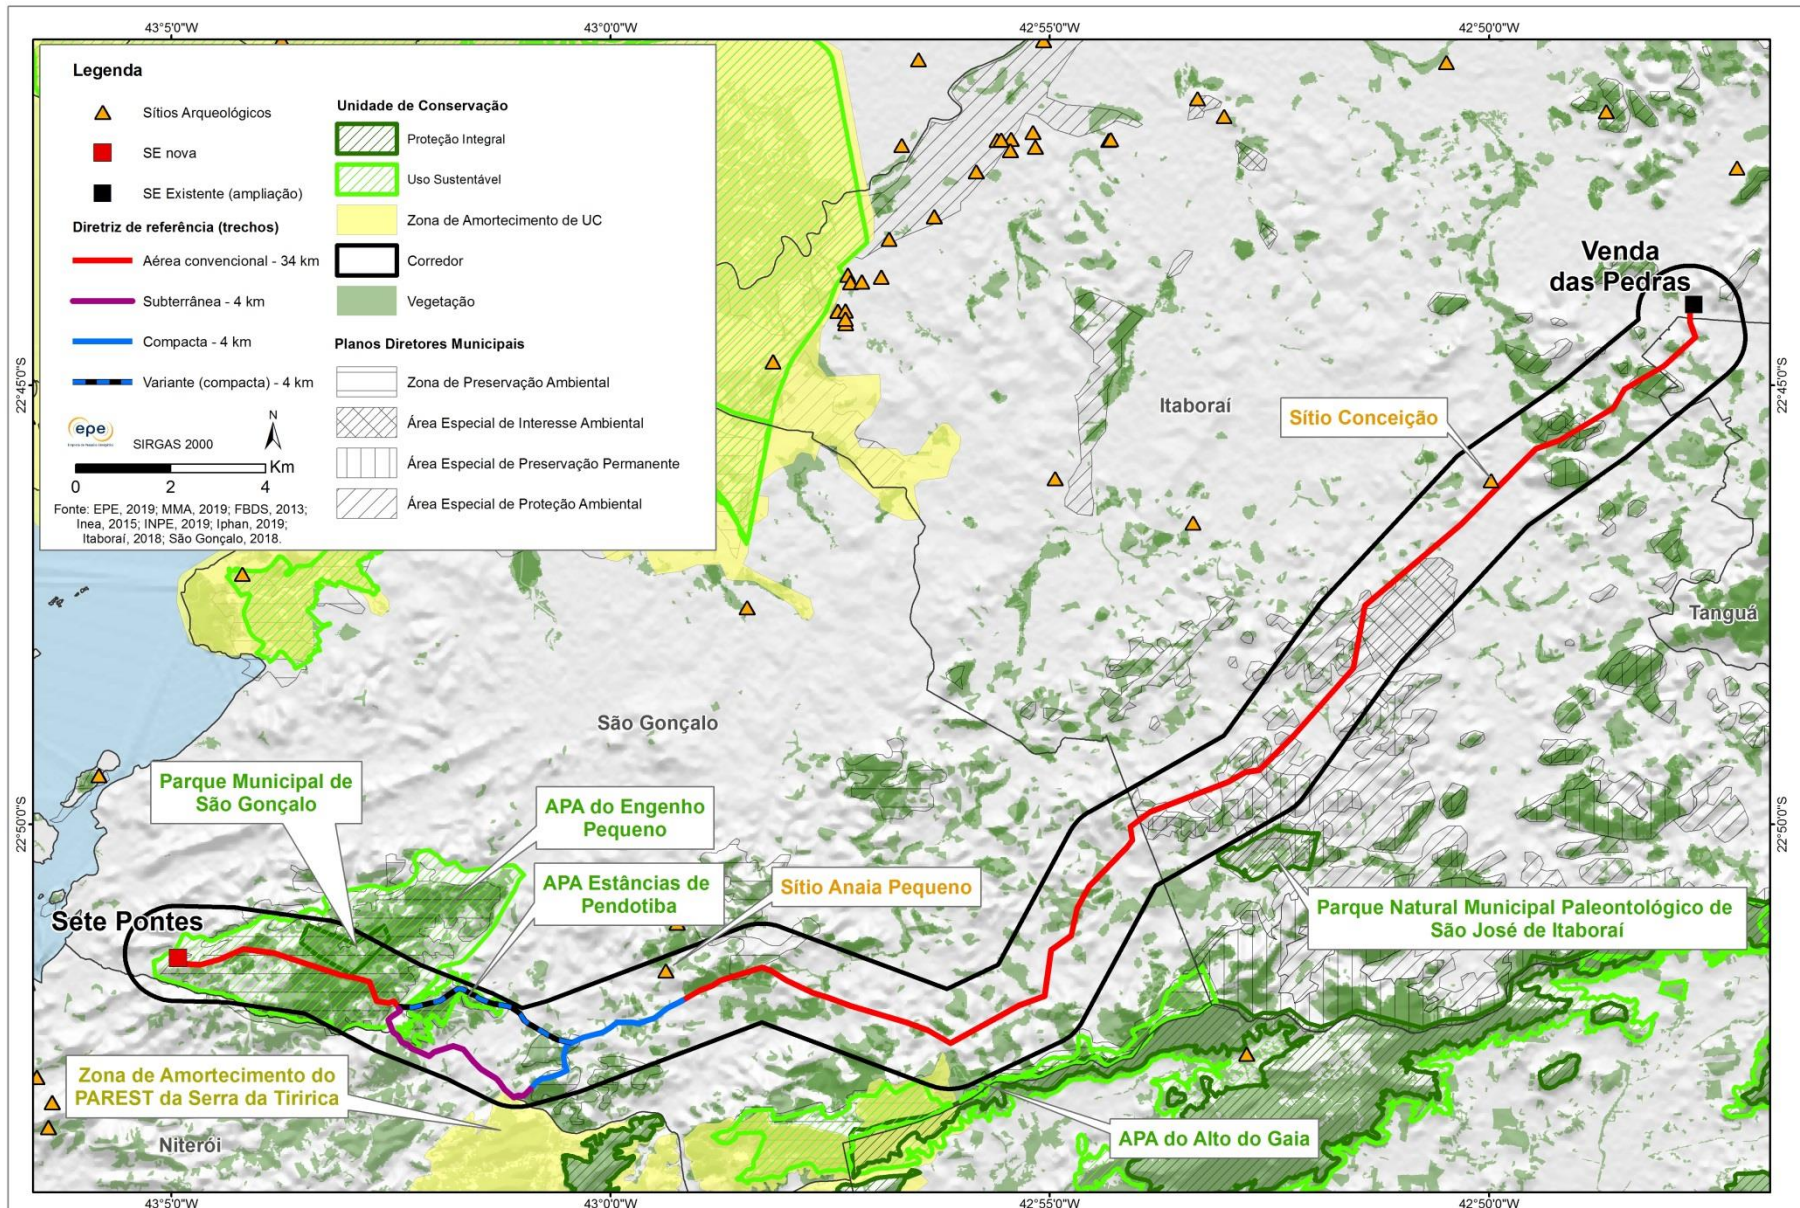 43°5'0"W
43°0'0"W
42°55'0"W
42°50'0"W
Legenda
Sítios Arqueológicos
SE nova
SE Existente (ampliação)
Diretriz de referência (trechos)
Aérea convencional - 34 km
Subterrânea - 4 km
Compacta - 4 km
Variante (compacta) - 4 km
Unidade de Conservação
Proteção Integral
Uso Sustentável
Zona de Amortecimento de UC
Corredor
Vegetação
Planos Diretores Municipais
Zona de Preservação Ambiental
Área Especial de Interesse Ambiental
Área Especial de Preservação Permanente
Área Especial de Proteção Ambiental
epe
SIRGAS 2000
N
Km
0 2 4
Fonte: EPE, 2019; MMA, 2019; FBDS, 2013;
Inea, 2015; INPE, 2019; Iphan, 2019;
Itaboraí, 2018; São Gonçalo, 2018.
Venda
das Pedras
22°45'0"S
22°45'0"S
Itaboraí
Sítio Conceição
Tanguá
São Gonçalo
Parque Municipal de
São Gonçalo
APA do Engenho
Pequeno
22°50'0"S
22°50'0"S
APA Estâncias de
Pendotiba
Sítio Anaia Pequeno
Parque Natural Municipal Paleontológico de
São José de Itaboraí
Sete Pontes
Zona de Amortecimento do
PAREST da Serra da Tiririca
Niterói
APA do Alto do Gaia
43°5'0"W
43°0'0"W
42°55'0"W
42°50'0"W